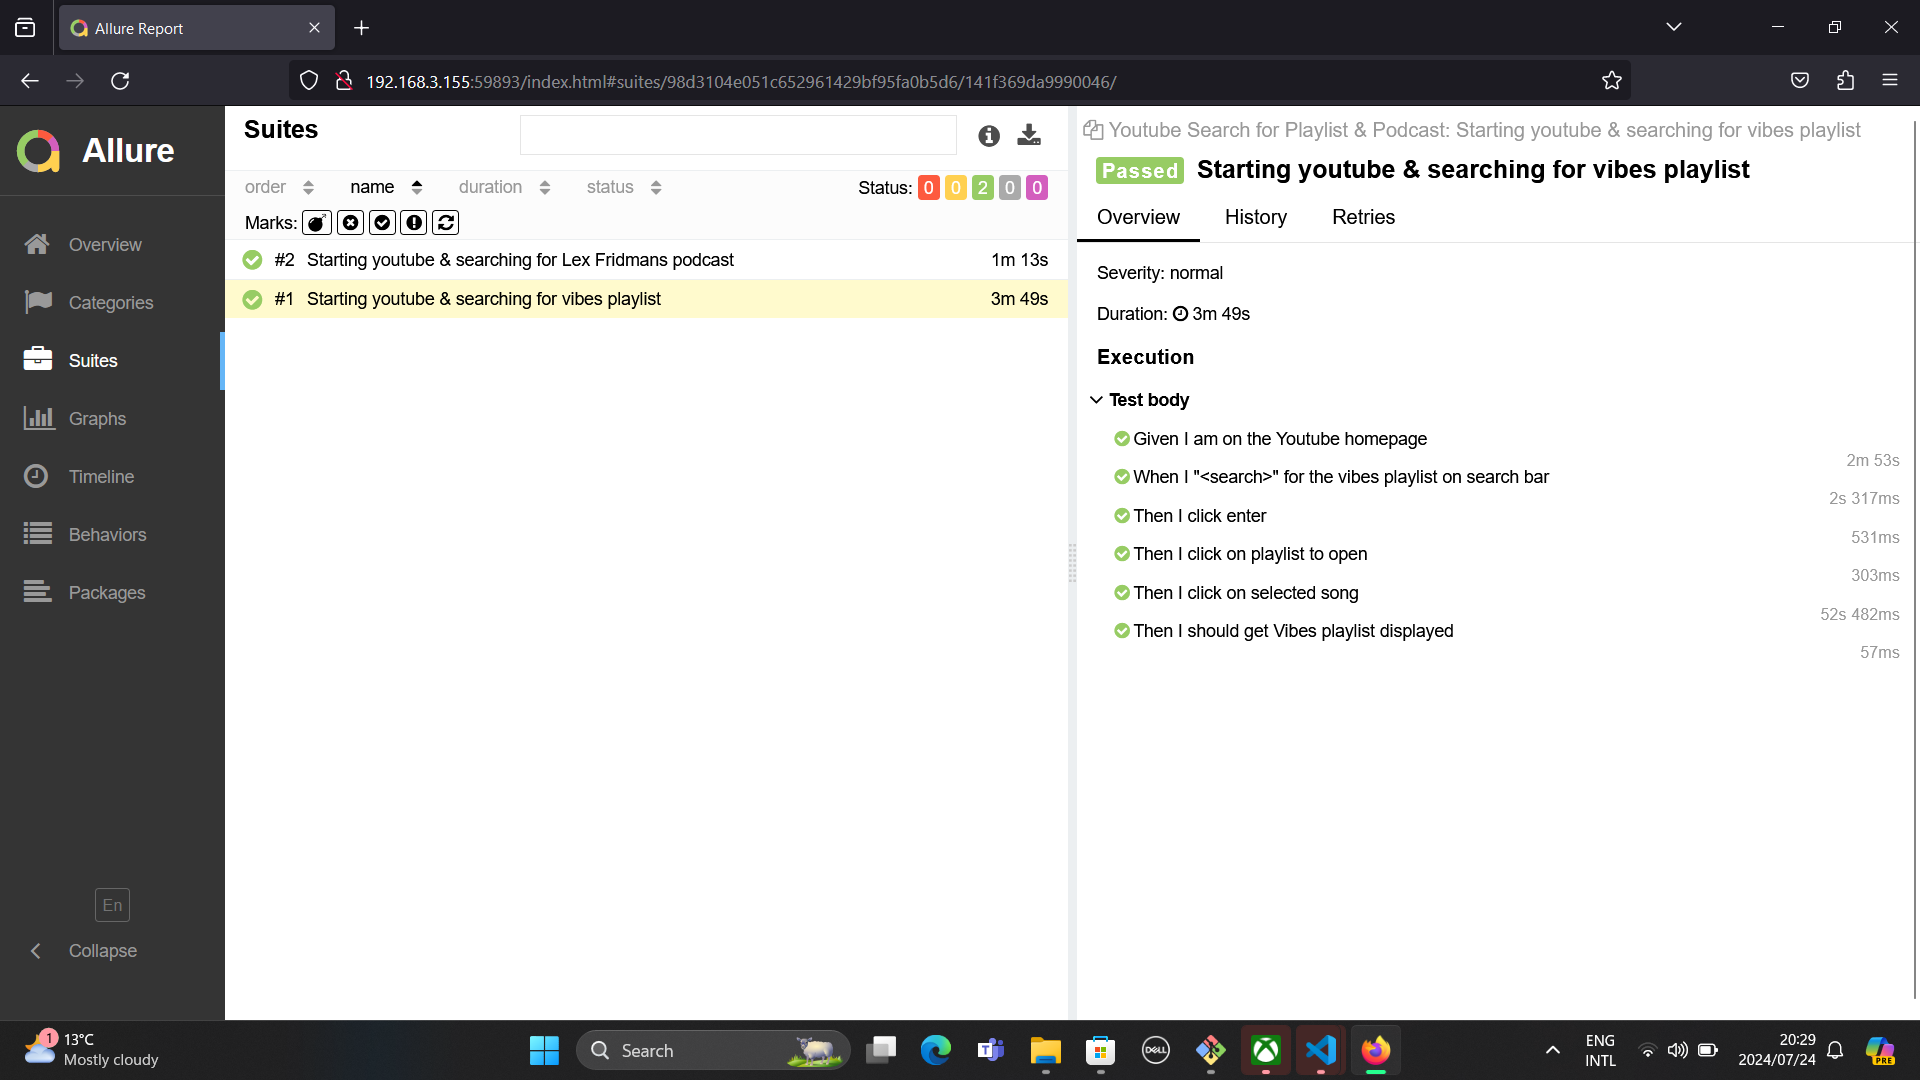 Allure Report
192.168.3.155:59893/index.html#suites/98d3104e051c652961429bf95fa0b5d6/141f369da9990046/
Allure
Overview
Categories
Suites
Graphs
Timeline
Behaviors
Packages
En
Collapse
Suites
order name duration status Status: 0 0 2 0 0
Marks:
#2 Starting youtube & searching for Lex Fridmans podcast 1m 13s
#1 Starting youtube & searching for vibes playlist 3m 49s
Youtube Search for Playlist & Podcast: Starting youtube & searching for vibes playlist
Passed Starting youtube & searching for vibes playlist
Overview History Retries
Severity: normal
Duration: 3m 49s
Execution
Test body
Given I am on the Youtube homepage
2m 53s
When I "<search>" for the vibes playlist on search bar
2s 317ms
Then I click enter
531ms
Then I click on playlist to open
303ms
Then I click on selected song
52s 482ms
Then I should get Vibes playlist displayed
57ms
1
13°C
Mostly cloudy
Search
DELL
ENG
INTL
20:29
2024/07/24
PRE